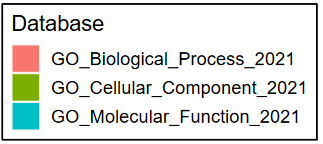 Database
GO_Biological_Process_2021
GO_Cellular_Component_2021
GO_Molecular_Function_2021